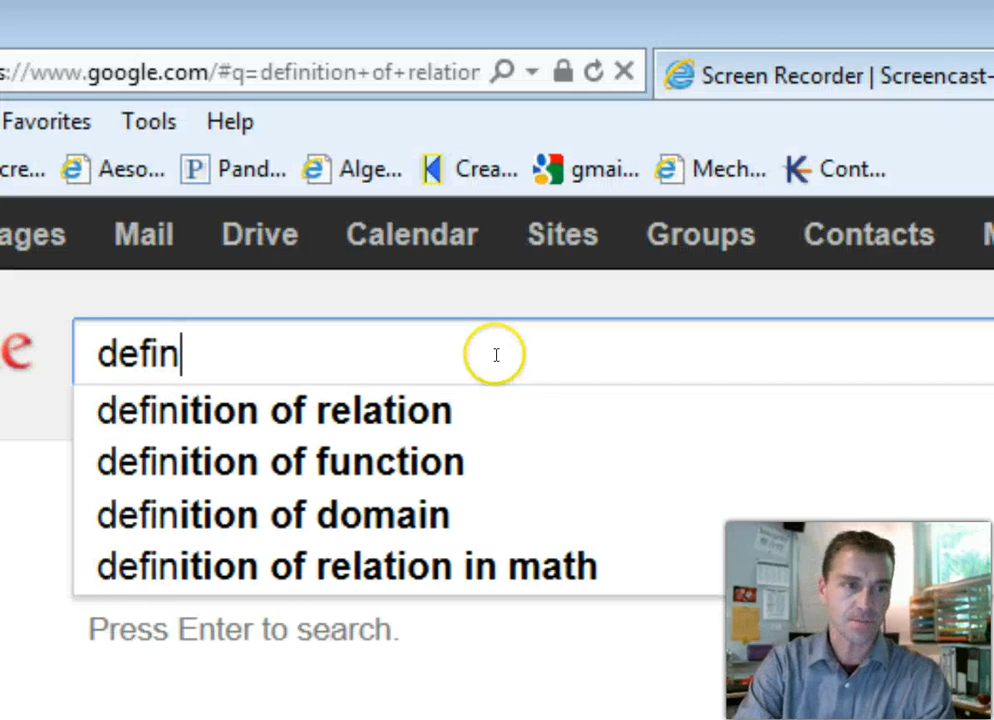 s://www.google.com/#q=definition+of+relation
Screen Recorder | Screencast-
Favorites Tools Help
cre... Aeso... P Pand... Alge... Crea... gmai... Mech... Cont...
ages Mail Drive Calendar Sites Groups Contacts M
e
defin
definition of relation
definition of function
definition of domain
definition of relation in math
Press Enter to search.